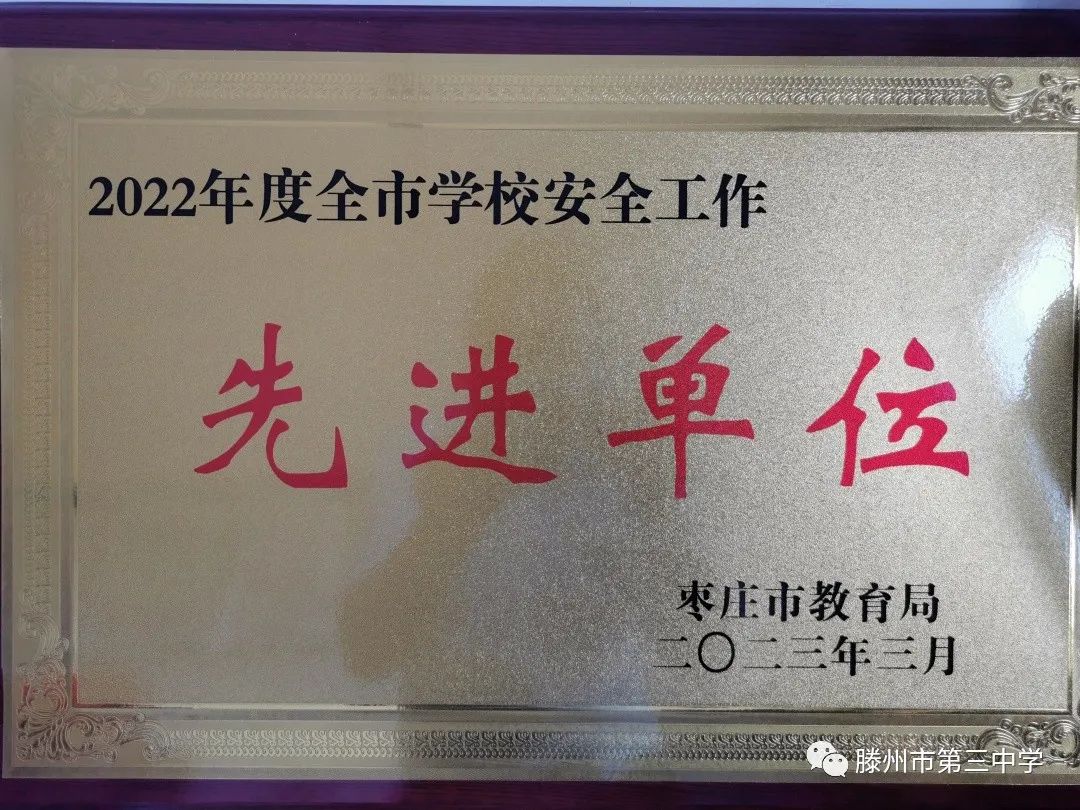 2022年度全市学校安全工作
先进单位
枣庄市教育局
二〇二三年三月
滕州市第三中学